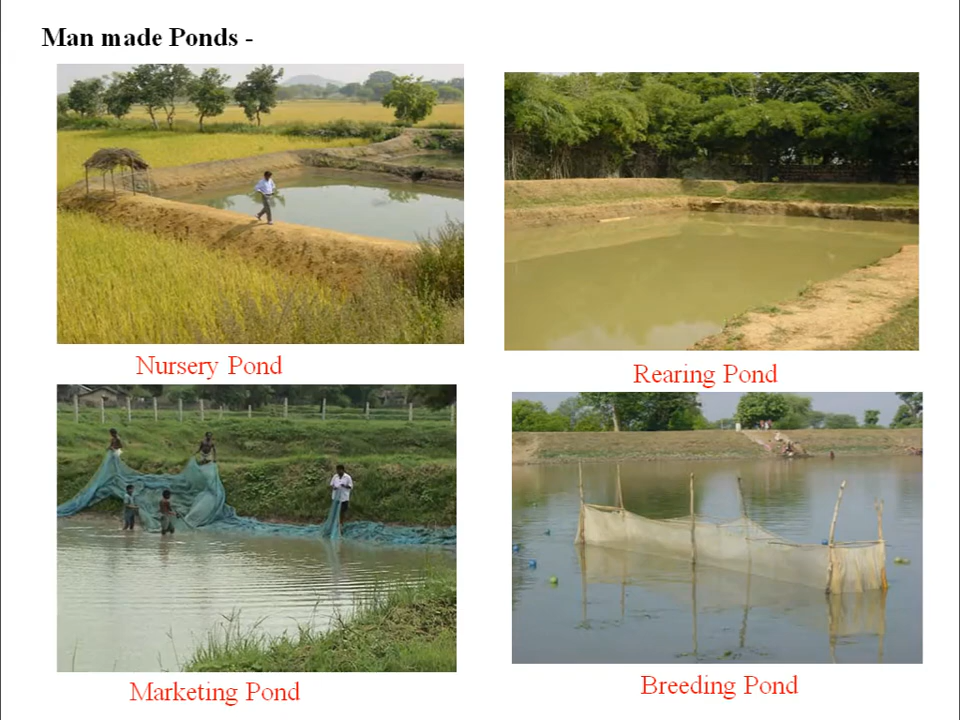 Man made Ponds -
Nursery Pond
Rearing Pond
Marketing Pond
Breeding Pond